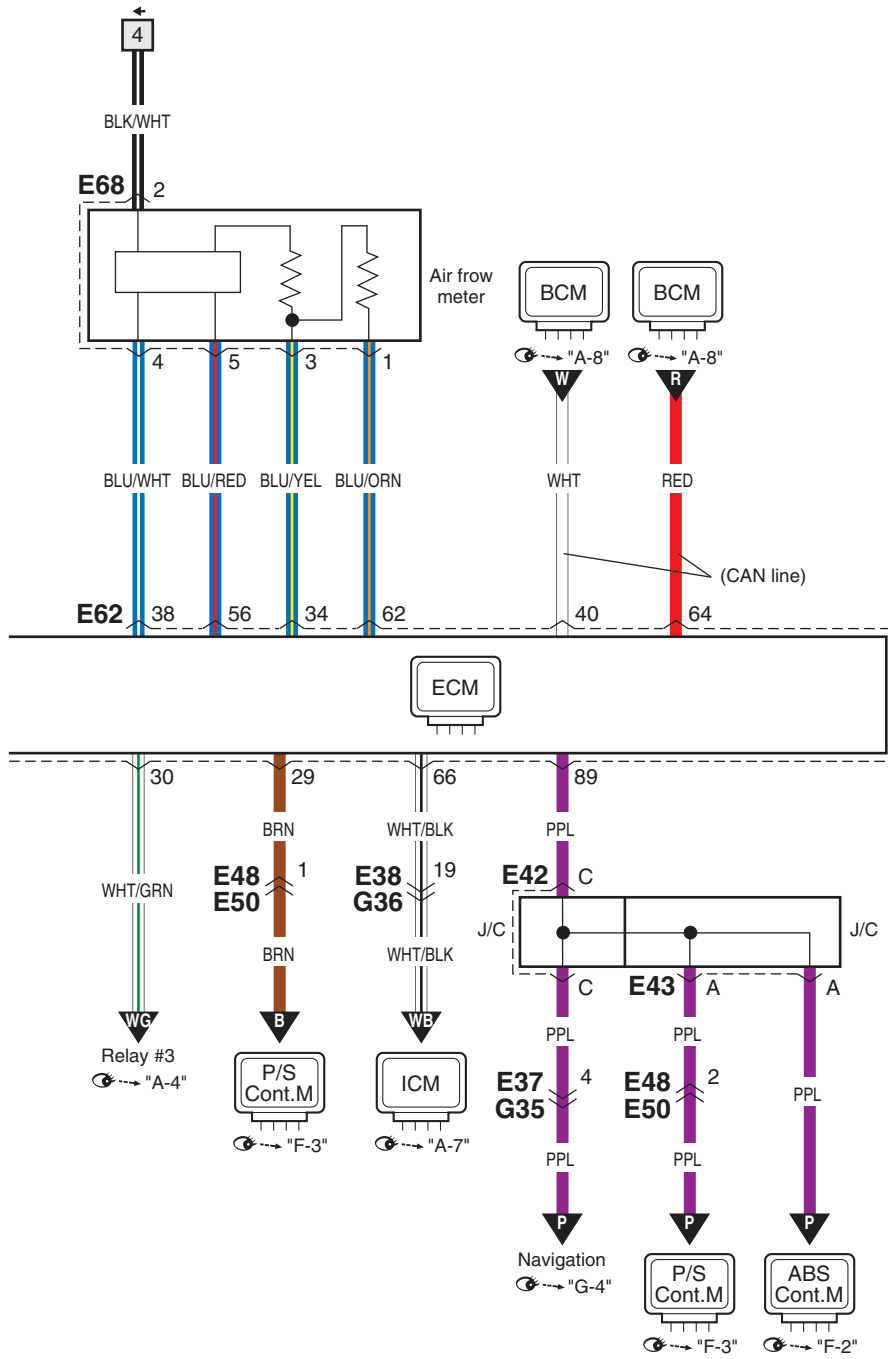 4
BLK/WHT
E68 2
Air frow
meter
BCM BCM
"A-8" "A-8"
W R
4 5 3 1
BLU/WHT BLU/RED BLU/YEL BLU/ORN WHT RED
(CAN line)
E62 38 56 34 62 40 64
ECM
30 29 66 89
BRN WHT/BLK PPL
E48 1 E38 19 E42 C
E50 G36
WHT/GRN
J/C J/C
BRN WHT/BLK
C E43 A A
WG B WB
PPL PPL
Relay #3
"A-4"
P/S
Cont.M
ICM
E37 4 E48 2
G35 E50
PPL
"F-3" "A-7"
PPL PPL
P P P
Navigation
"G-4"
P/S
Cont.M
ABS
Cont.M
"F-3" "F-2"